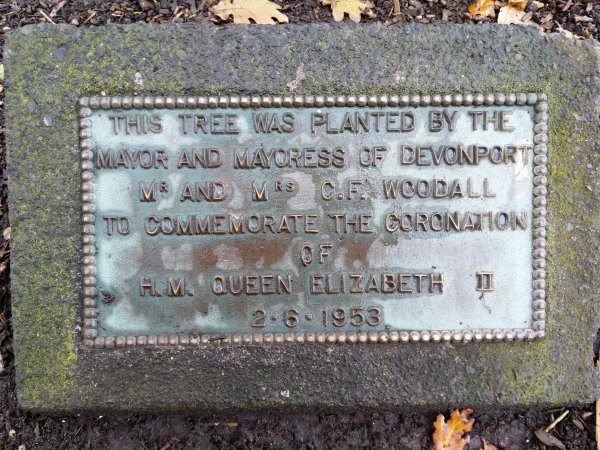 THIS TREE WAS PLANTED BY THE
MAYOR AND MAYORESS OF DEVONPORT
MR AND MRS C.F. WOODALL
TO COMMEMORATE THE CORONATION
OF
H.M. QUEEN ELIZABETH II
2·6·1953